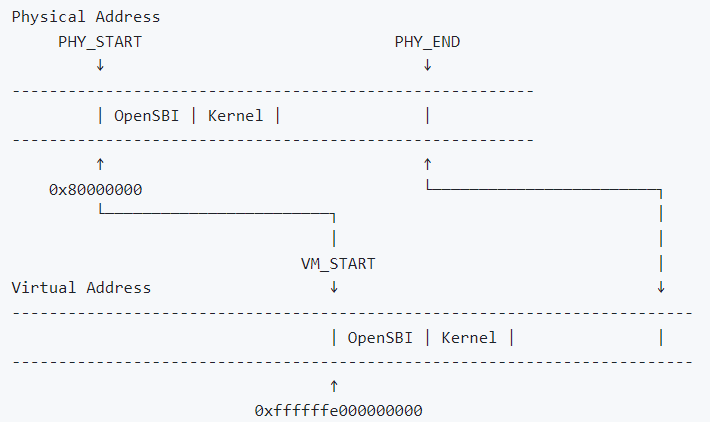 Physical Address
PHY_START PHY_END
↓ ↓
--------------------------------------------------------
| OpenSBI | Kernel | |
--------------------------------------------------------
↑ ↑
0x80000000 └────────────────────────┐
└────────────────────────┐ |
| |
VM_START |
Virtual Address ↓ ↓
-------------------------------------------------------------------------
| OpenSBI | Kernel | |
-------------------------------------------------------------------------
↑
0xffffffe000000000